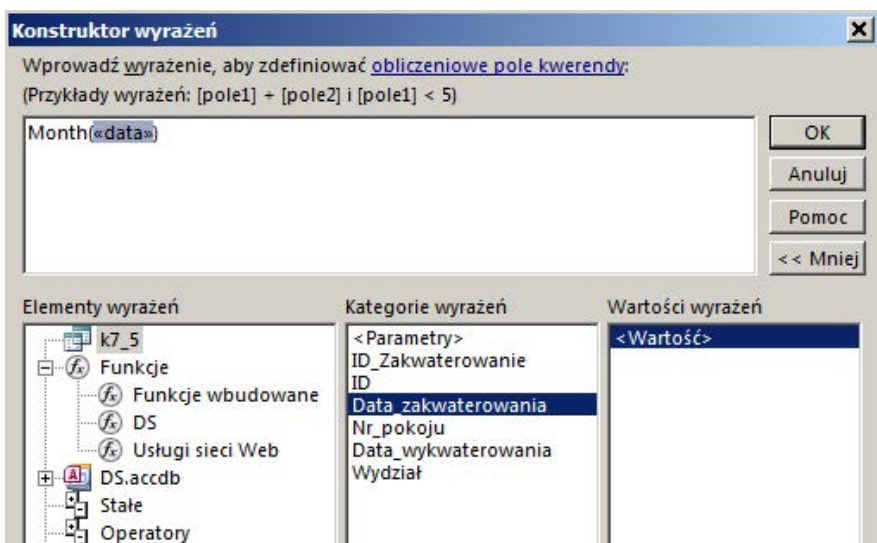 Konstruktor wyrażeń
Wprowadź wyrażenie, aby zdefiniować obliczeniowe pole kwerendy:
(Przykłady wyrażeń: [pole1] + [pole2] i [pole1] < 5)
Month(«data»)
OK
Anuluj
Pomoc
<< Mniej
Elementy wyrażeń
k7_5
Funkcje
Funkcje wbudowane
DS
Usługi sieci Web
DS.accdb
Stałe
Operatory
Kategorie wyrażeń
<Parametry>
ID_Zakwaterowanie
ID
Data_zakwaterowania
Nr_pokoju
Data_wykwaterowania
Wydział
Wartości wyrażeń
<Wartość>